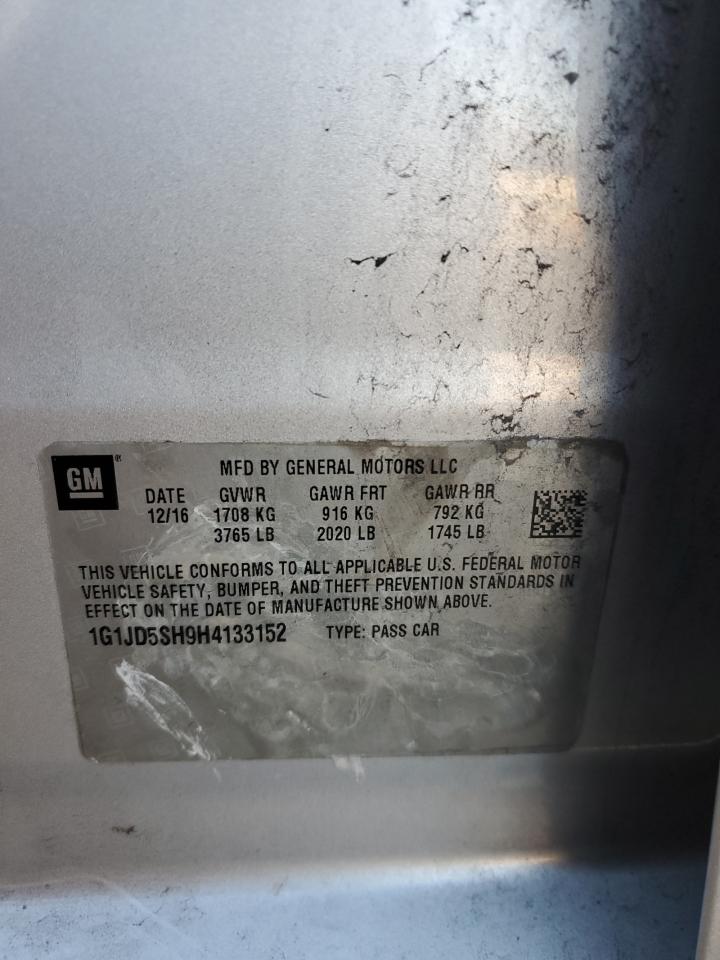 GM®
MFD BY GENERAL MOTORS LLC
DATE GVWR GAWR FRT GAWR RR
12/16 1708 KG 916 KG 792 KG
3765 LB 2020 LB 1745 LB
THIS VEHICLE CONFORMS TO ALL APPLICABLE U.S. FEDERAL MOTOR
VEHICLE SAFETY, BUMPER, AND THEFT PREVENTION STANDARDS IN
EFFECT ON THE DATE OF MANUFACTURE SHOWN ABOVE.
1G1JD5SH9H4133152 TYPE: PASS CAR